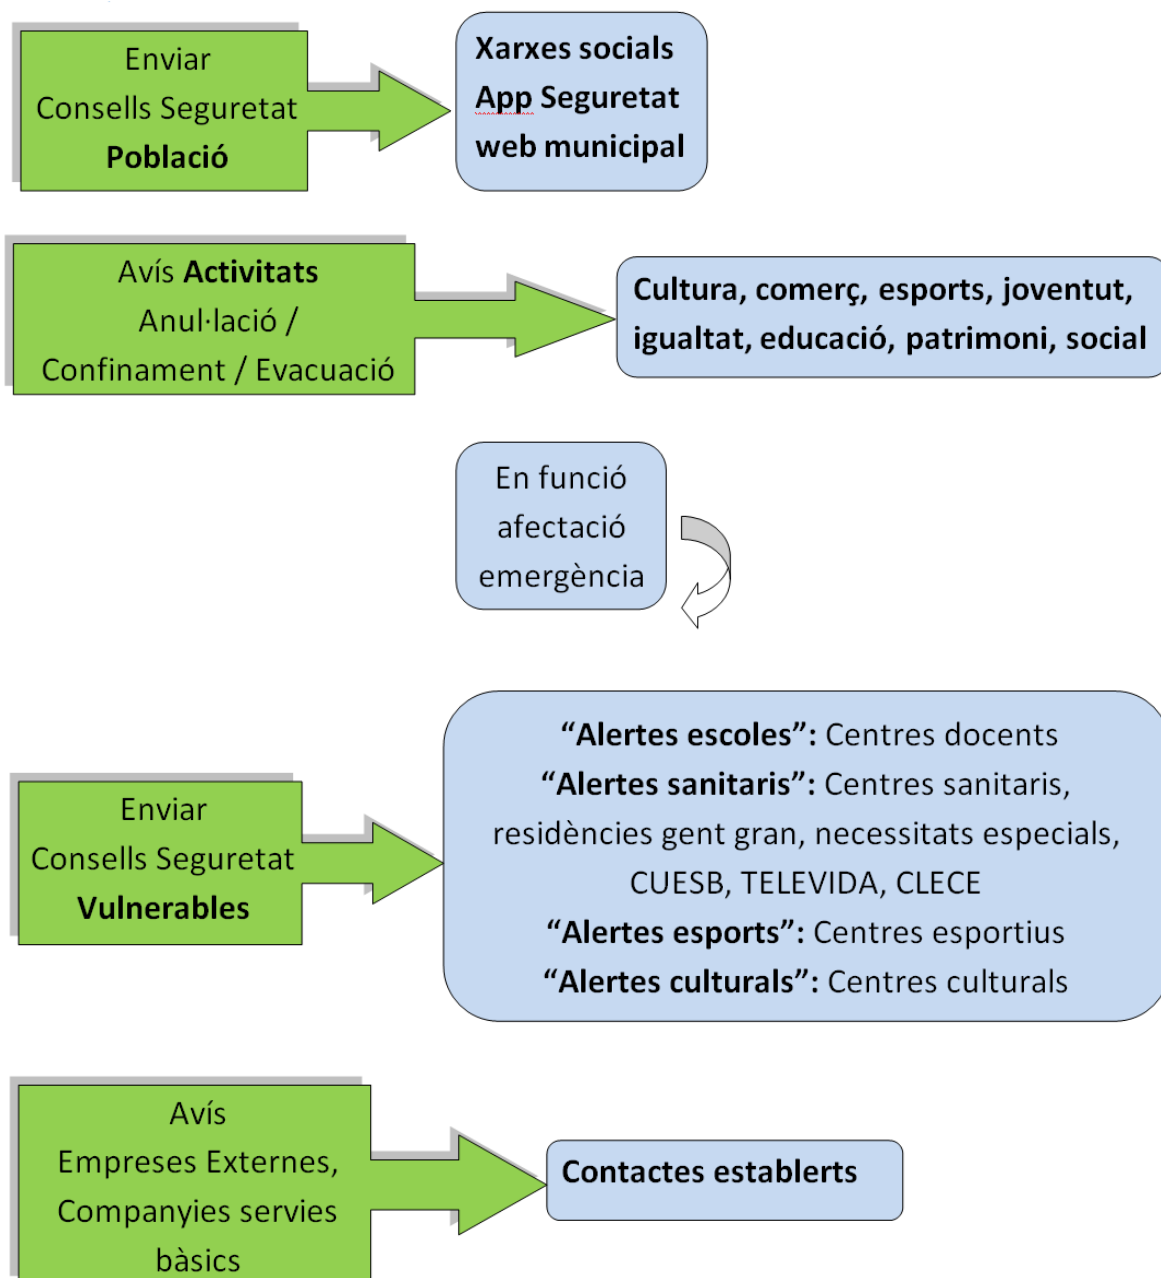 Enviar
Consells Seguretat
Població
Xarxes socials
App Seguretat
web municipal
Avís Activitats
Anul·lació /
Confinament / Evacuació
Cultura, comerç, esports, joventut,
igualtat, educació, patrimoni, social
En funció
afectació
emergència
Enviar
Consells Seguretat
Vulnerables
“Alertes escoles”: Centres docents
“Alertes sanitaris”: Centres sanitaris,
residències gent gran, necessitats especials,
CUESB, TELEVIDA, CLECE
“Alertes esports”: Centres esportius
“Alertes culturals”: Centres culturals
Avís
Empreses Externes,
Companyies servies
bàsics
Contactes establerts